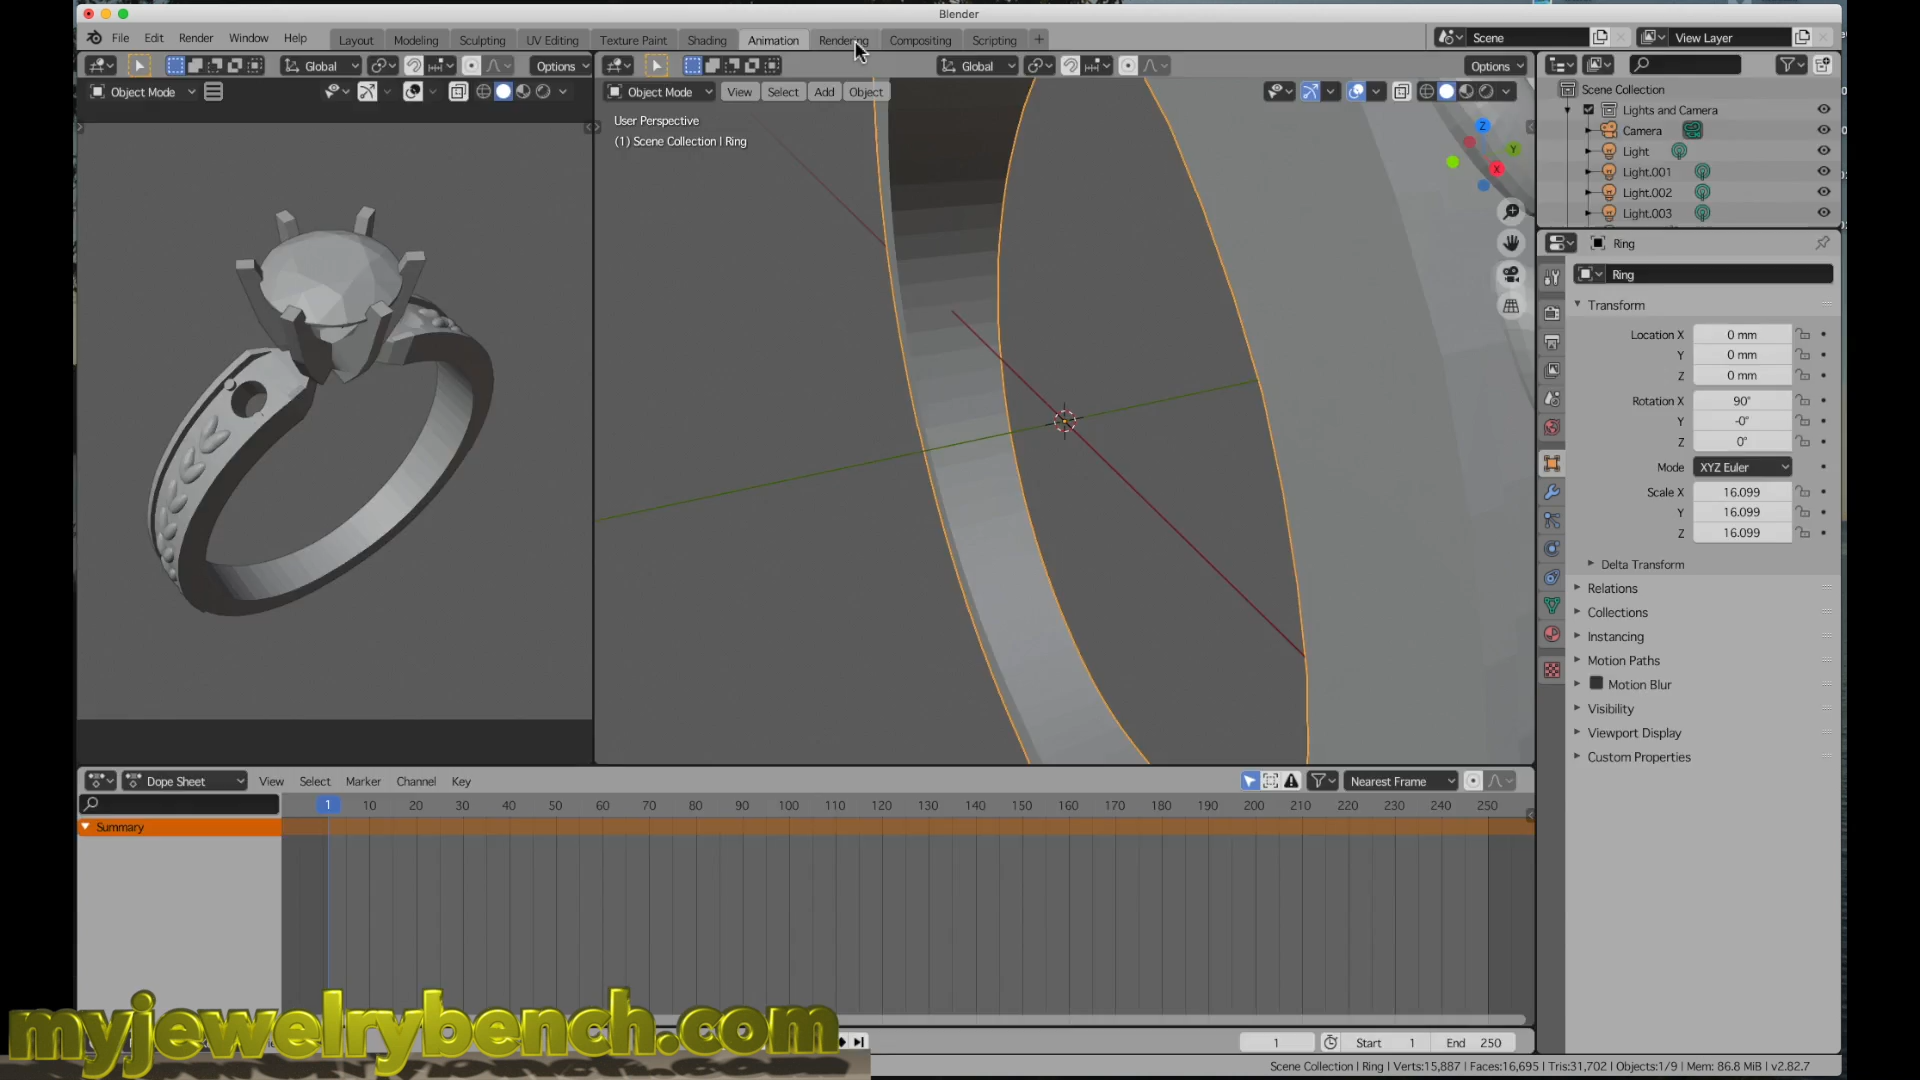 Blender
File Edit Render Window Help Layout Modeling Sculpting UV Editing Texture Paint Shading Animation Rendering Compositing Scripting + Scene View Layer
Global Options Global Options
Object Mode Object Mode View Select Add Object
User Perspective
(1) Scene Collection | Ring
Z
Y
X
Scene Collection
Lights and Camera
Camera
Light
Light.001
Light.002
Light.003
Ring
Ring
Transform
Location X 0 mm
Y 0 mm
Z 0 mm
Rotation X 90°
Y -0°
Z 0°
Mode XYZ Euler
Scale X 16.099
Y 16.099
Z 16.099
Delta Transform
Relations
Collections
Instancing
Motion Paths
Motion Blur
Visibility
Viewport Display
Custom Properties
Dope Sheet View Select Marker Channel Key Nearest Frame
1 10 20 30 40 50 60 70 80 90 100 110 120 130 140 150 160 170 180 190 200 210 220 230 240 250
Summary
myjewelrybench.com
1 Start 1 End 250
Scene Collection | Ring | Verts:15,887 | Faces:16,695 | Tris:31,702 | Objects:1/9 | Mem: 86.8 MiB | v2.82.7